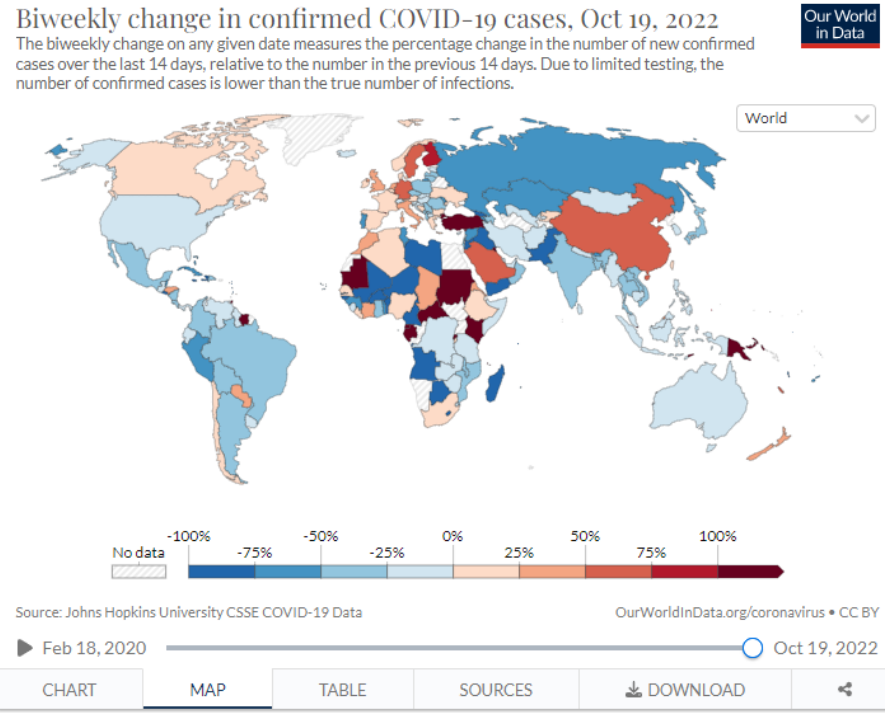 Biweekly change in confirmed COVID-19 cases, Oct 19, 2022
Our World
in Data
The biweekly change on any given date measures the percentage change in the number of new confirmed
cases over the last 14 days, relative to the number in the previous 14 days. Due to limited testing, the
number of confirmed cases is lower than the true number of infections.
World
-100% -50% 0% 50% 100%
No data -75% -25% 25% 75%
Source: Johns Hopkins University CSSE COVID-19 Data OurWorldInData.org/coronavirus • CC BY
Feb 18, 2020 Oct 19, 2022
CHART MAP TABLE SOURCES DOWNLOAD